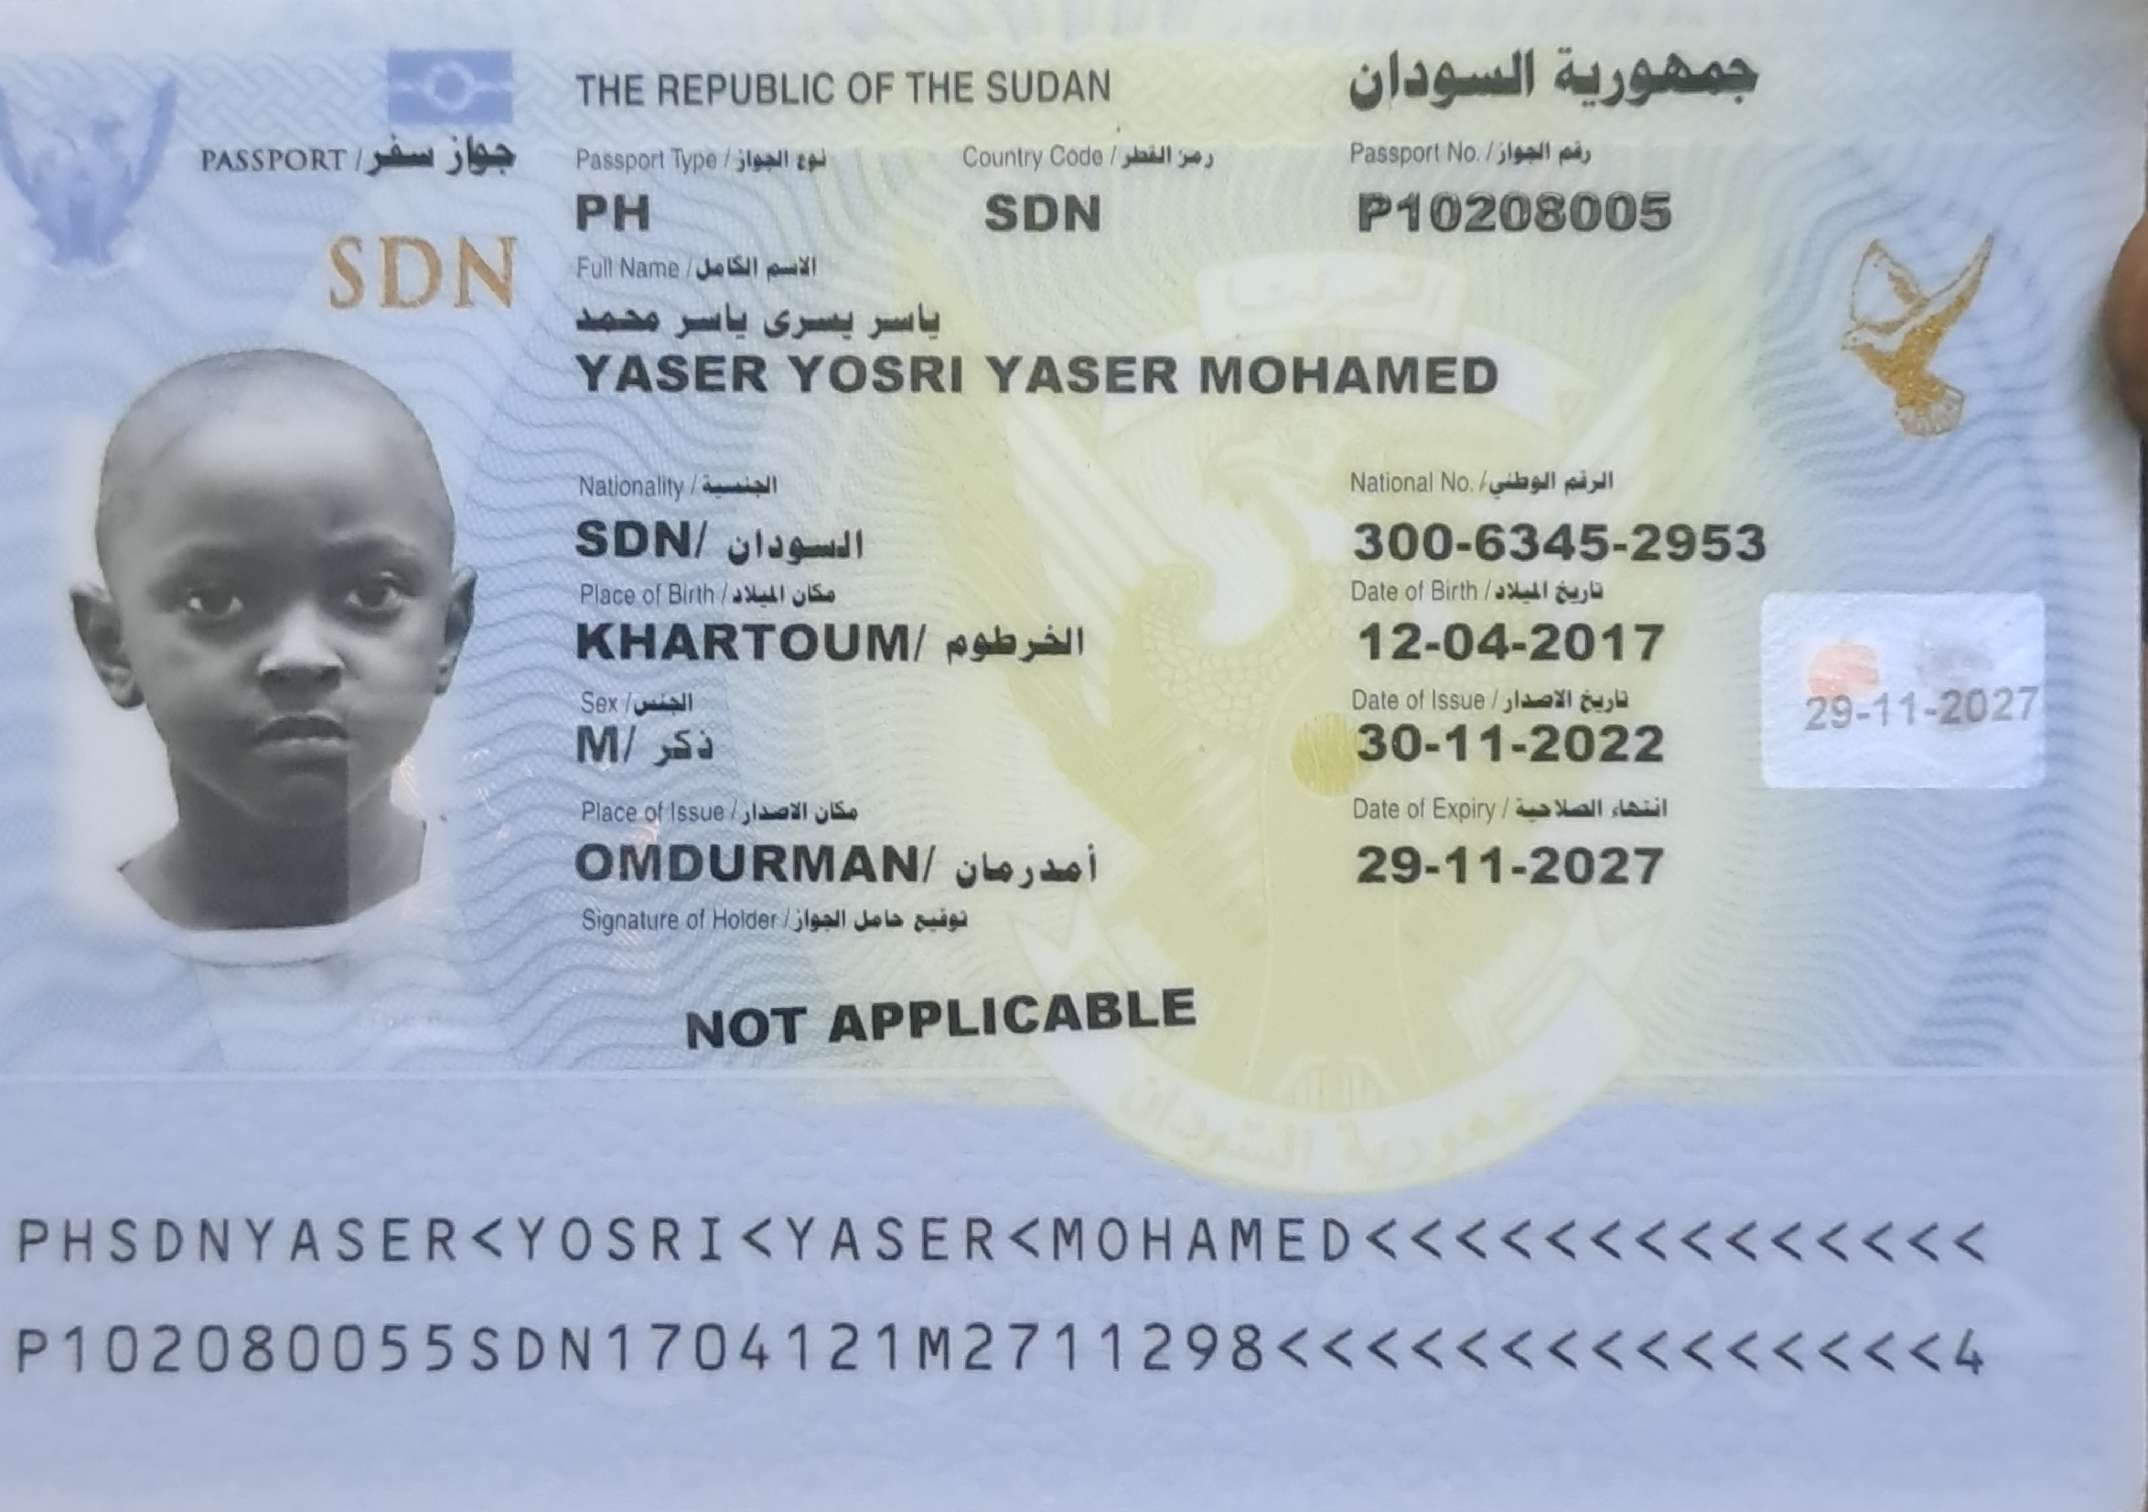 THE REPUBLIC OF THE SUDAN جمهورية السودان
PASSPORT / جواز سفر
Passport Type / نوع الجواز Country Code / رمز القطر Passport No. / رقم الجواز
PH SDN P10208005
SDN
Full Name / الاسم الكامل
ياسر يسرى ياسر محمد
YASER YOSRI YASER MOHAMED
Nationality / الجنسية National No. / الرقم الوطني
SDN/ السودان 300-6345-2953
Place of Birth / مكان الميلاد Date of Birth / تاريخ الميلاد
KHARTOUM/ الخرطوم 12-04-2017
Sex / الجنس Date of Issue / تاريخ الاصدار
29-11-2027
M/ ذكر 30-11-2022
Place of Issue / مكان الاصدار Date of Expiry / انتهاء الصلاحية
OMDURMAN/ أمدرمان 29-11-2027
Signature of Holder / توقيع حامل الجواز
NOT APPLICABLE
جمهورية السودان
PHSDNYASER<YOSRI<YASER<MOHAMED<<<<<<<<<<<<<<
P102080055SDN1704121M2711298<<<<<<<<<<<<<<<4